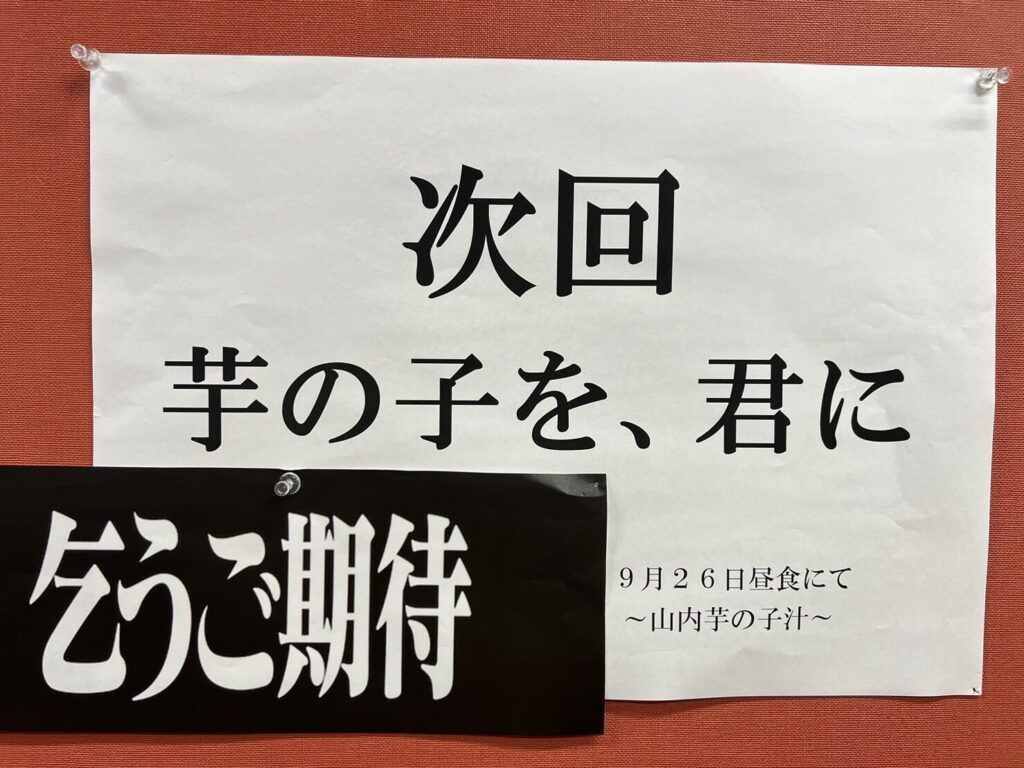 次回
芋の子を、君に
乞うご期待
９月２６日昼食にて
～山内芋の子汁～